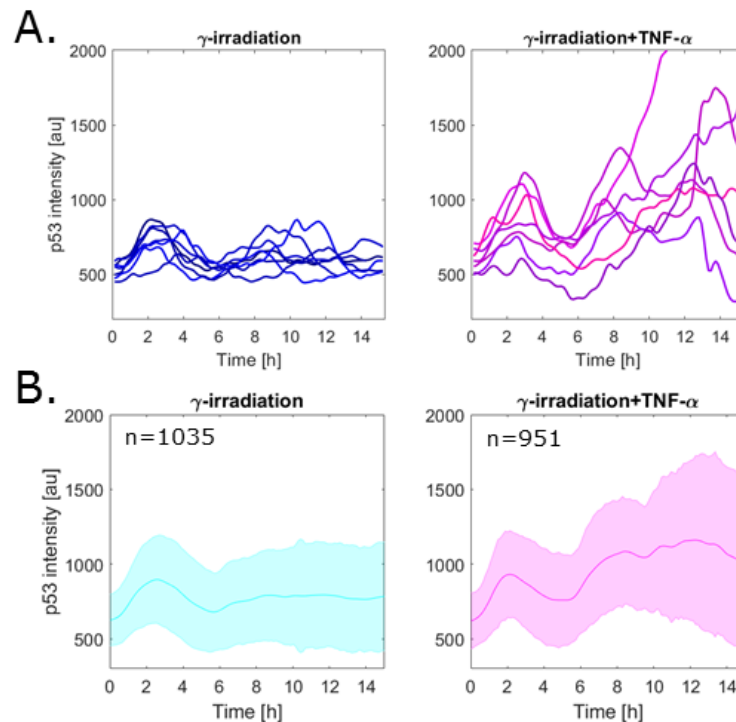 A.
γ-irradiation
γ-irradiation+TNF-α
2000
1500
1000
500
p53 intensity [au]
0 2 4 6 8 10 12 14
Time [h]
2000
1500
1000
500
0 2 4 6 8 10 12 14
Time [h]
B.
γ-irradiation
γ-irradiation+TNF-α
n=1035
n=951
2000
1500
1000
500
p53 intensity [au]
0 2 4 6 8 10 12 14
Time [h]
2000
1500
1000
500
0 2 4 6 8 10 12 14
Time [h]